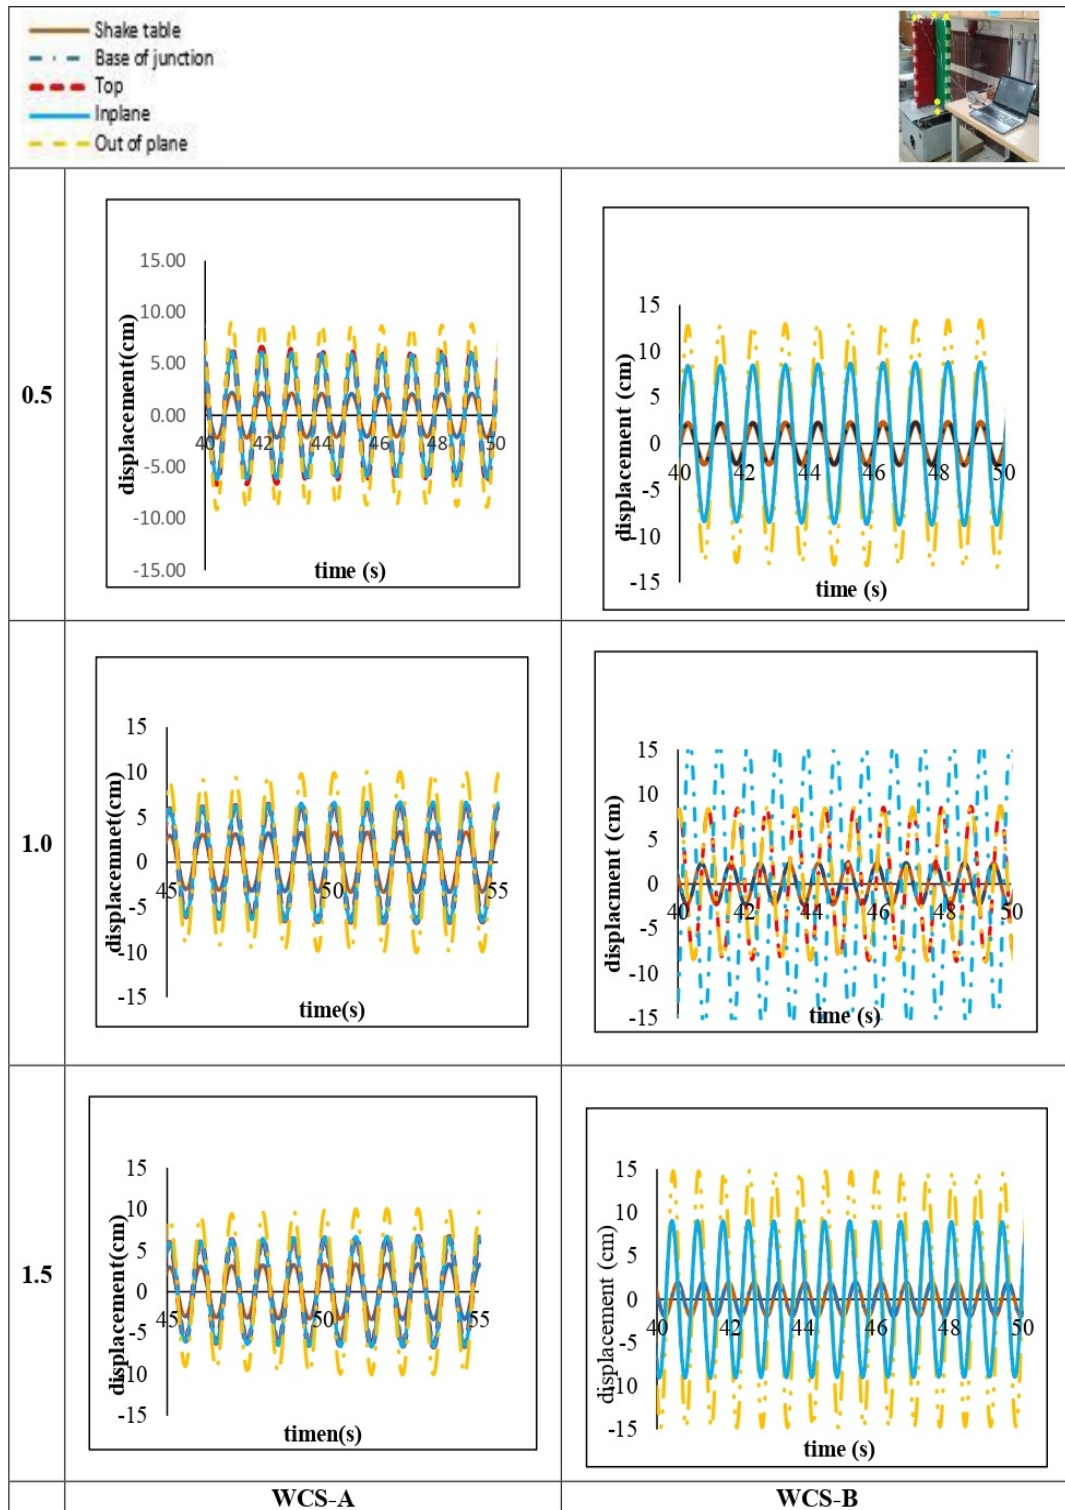 Shake table
Base of junction
Top
Inplane
Out of plane
0.5
15.00
10.00
5.00
0.00
-5.00
-10.00
-15.00
40 42 44 46 48 50
displacement(cm)
time (s)
15
10
5
0
-5
-10
-15
40 42 44 46 48 50
displacement (cm)
time (s)
1.0
15
10
5
0
-5
-10
-15
45 50 55
displacemnet(cm)
time(s)
15
10
5
0
-5
-10
-15
40 42 44 46 48 50
displacment (cm)
time (s)
1.5
15
10
5
0
-5
-10
-15
45 50 55
displacement(cm)
timen(s)
15
10
5
0
-5
-10
-15
40 42 44 46 48 50
displacement (cm)
time (s)
WCS-A WCS-B